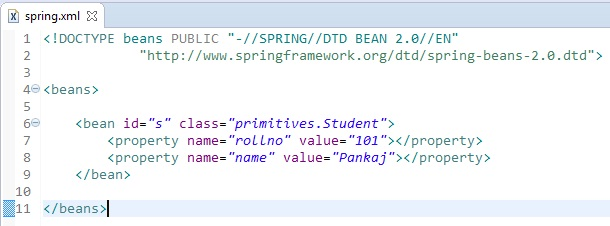 spring.xml
1 <!DOCTYPE beans PUBLIC "-//SPRING//DTD BEAN 2.0//EN"
2 "http://www.springframework.org/dtd/spring-beans-2.0.dtd">
3
4 <beans>
5
6 <bean id="s" class="primitives.Student">
7 <property name="rollno" value="101"></property>
8 <property name="name" value="Pankaj"></property>
9 </bean>
10
11 </beans>